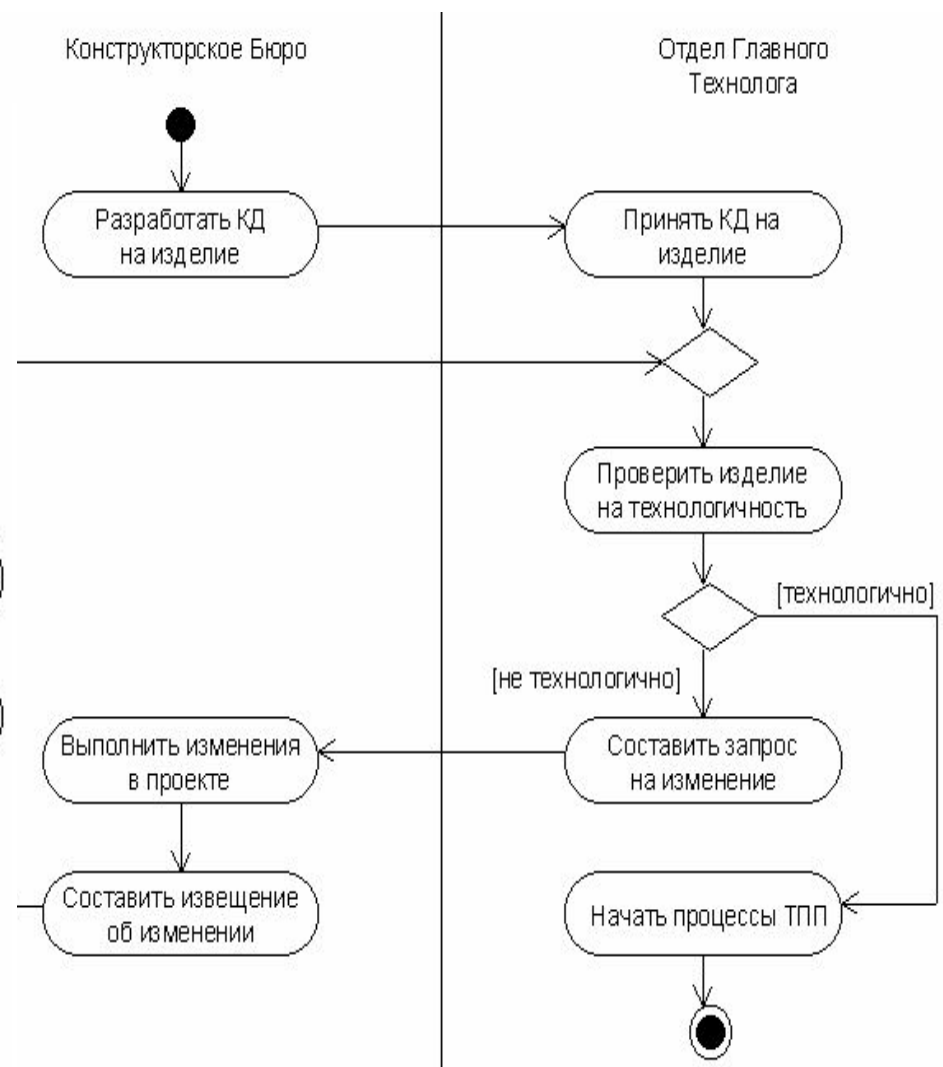 Конструкторское Бюро
Отдел Главного
Технолога
Разработать КД
на изделие
Принять КД на
изделие
Проверить изделие
на технологичность
[технологично]
[не технологично]
Выполнить изменения
в проекте
Составить запрос
на изменение
Составить извещение
об изменении
Начать процессы ТПП